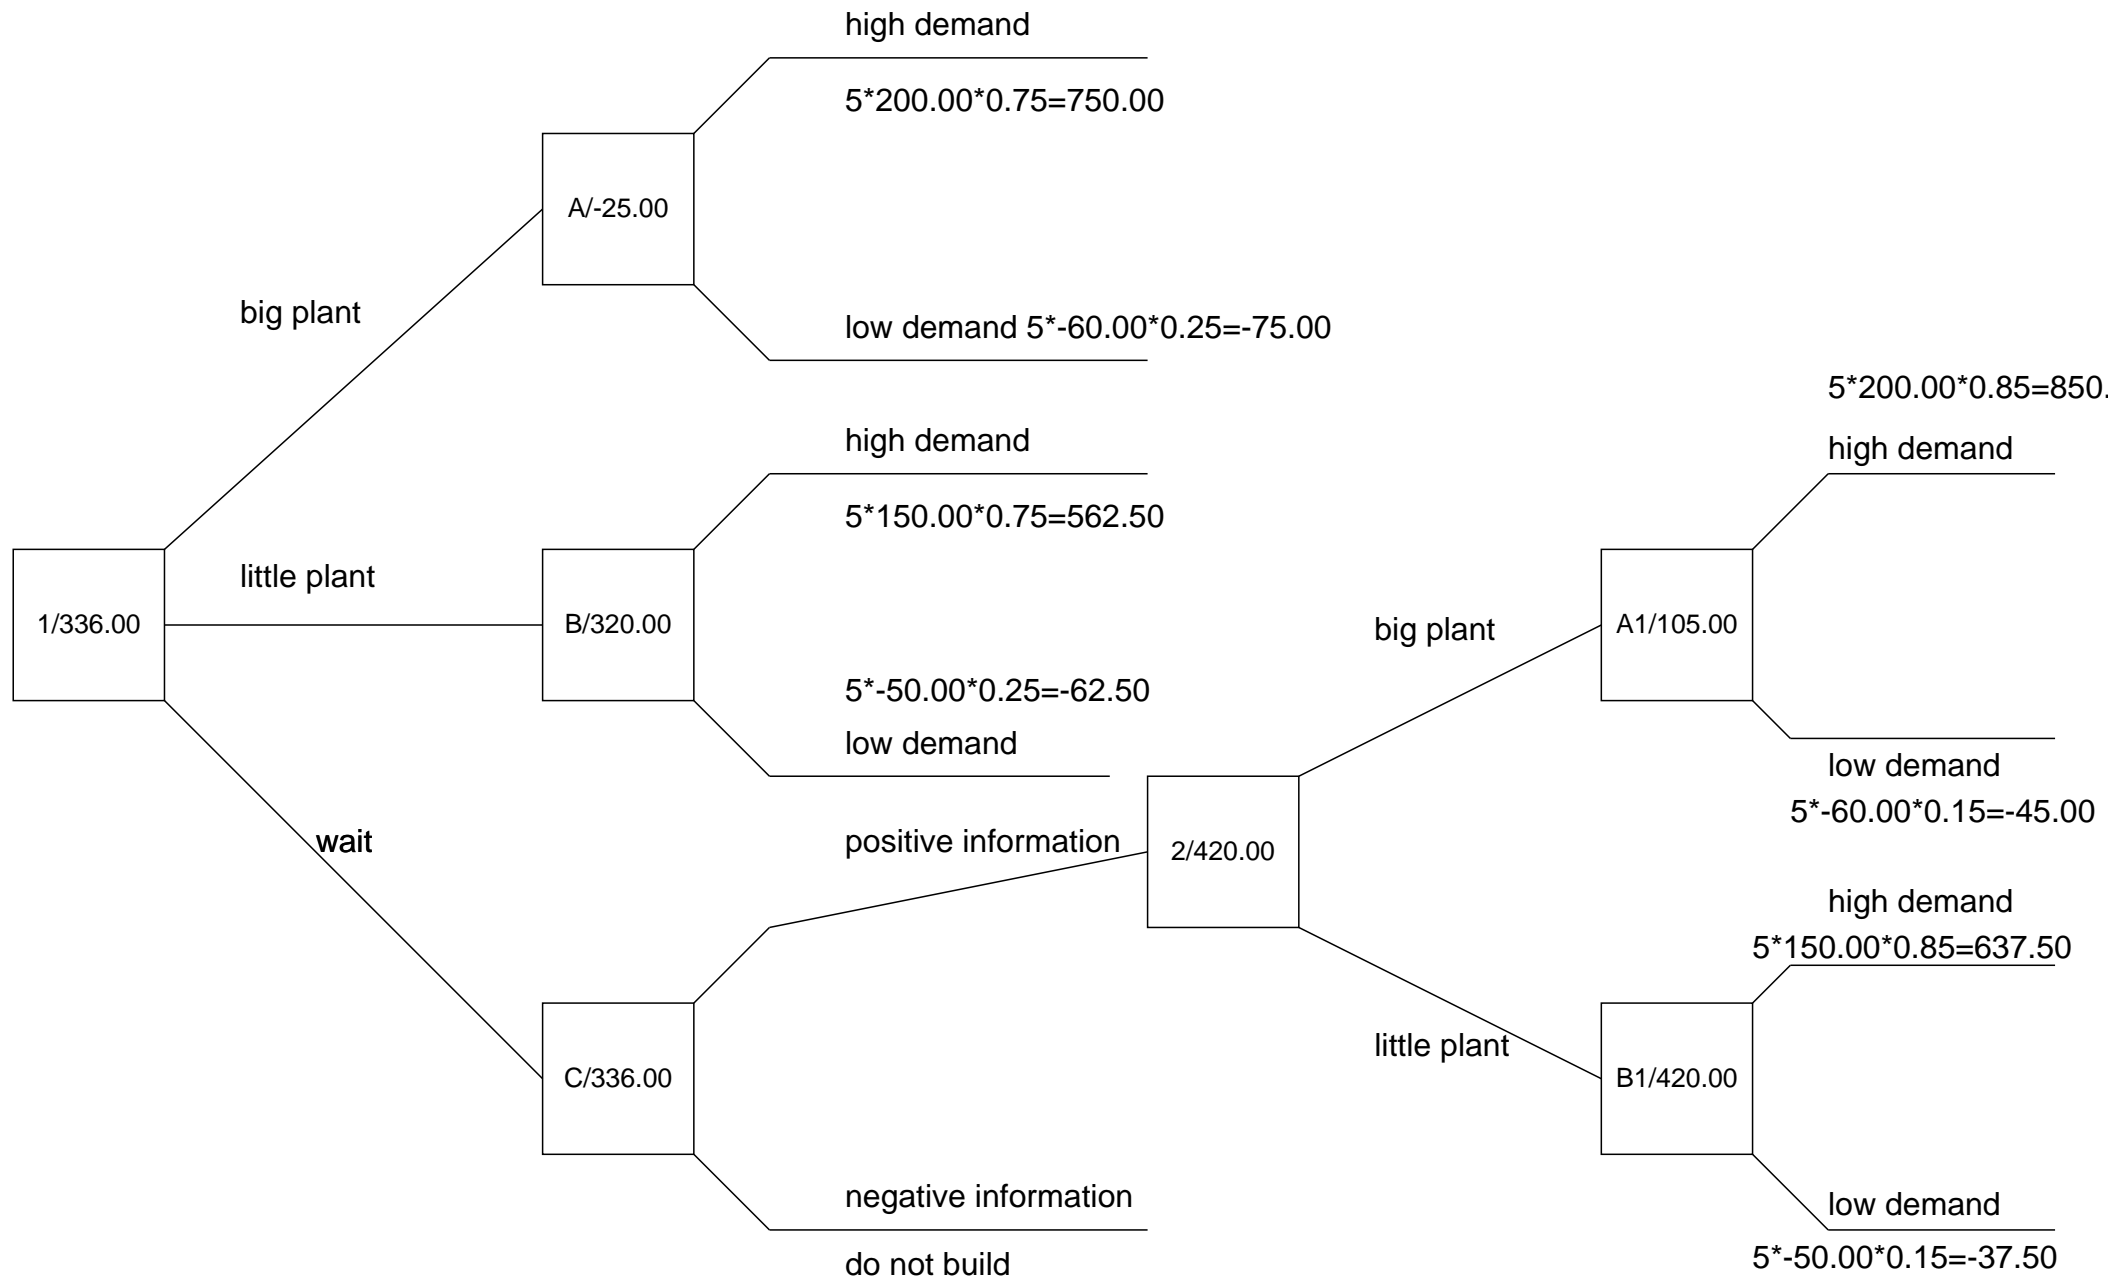 high demand
5*200.00*0.75=750.00
A/-25.00
big plant
low demand 5*-60.00*0.25=-75.00
high demand
5*150.00*0.75=562.50
little plant
1/336.00
B/320.00
5*-50.00*0.25=-62.50
low demand
wait
positive information
2/420.00
C/336.00
negative information
do not build
5*200.00*0.85=850.
high demand
big plant
A1/105.00
low demand
5*-60.00*0.15=-45.00
high demand
5*150.00*0.85=637.50
little plant
B1/420.00
low demand
5*-50.00*0.15=-37.50